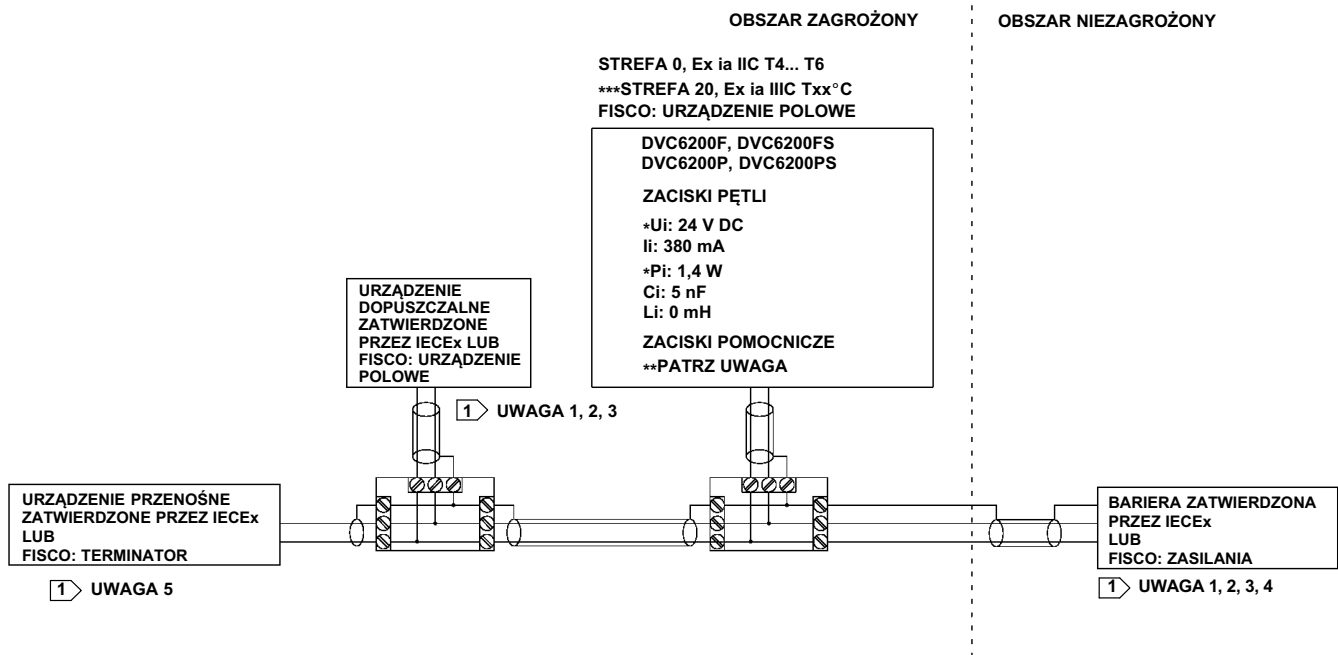 OBSZAR ZAGROŻONY
OBSZAR NIEZAGROŻONY
STREFA 0, Ex ia IIC T4... T6
***STREFA 20, Ex ia IIIC Txx°C
FISCO: URZĄDZENIE POLOWE
DVC6200F, DVC6200FS
DVC6200P, DVC6200PS
ZACISKI PĘTLI
*Ui: 24 V DC
Ii: 380 mA
*Pi: 1,4 W
Ci: 5 nF
Li: 0 mH
ZACISKI POMOCNICZE
**PATRZ UWAGA
URZĄDZENIE
DOPUSZCZALNE
ZATWIERDZONE
PRZEZ IECEx LUB
FISCO: URZĄDZENIE
POLOWE
1 UWAGA 1, 2, 3
URZĄDZENIE PRZENOŚNE
ZATWIERDZONE PRZEZ IECEx
LUB
FISCO: TERMINATOR
1 UWAGA 5
BARIERA ZATWIERDZONA
PRZEZ IECEx
LUB
FISCO: ZASILANIA
1 UWAGA 1, 2, 3, 4